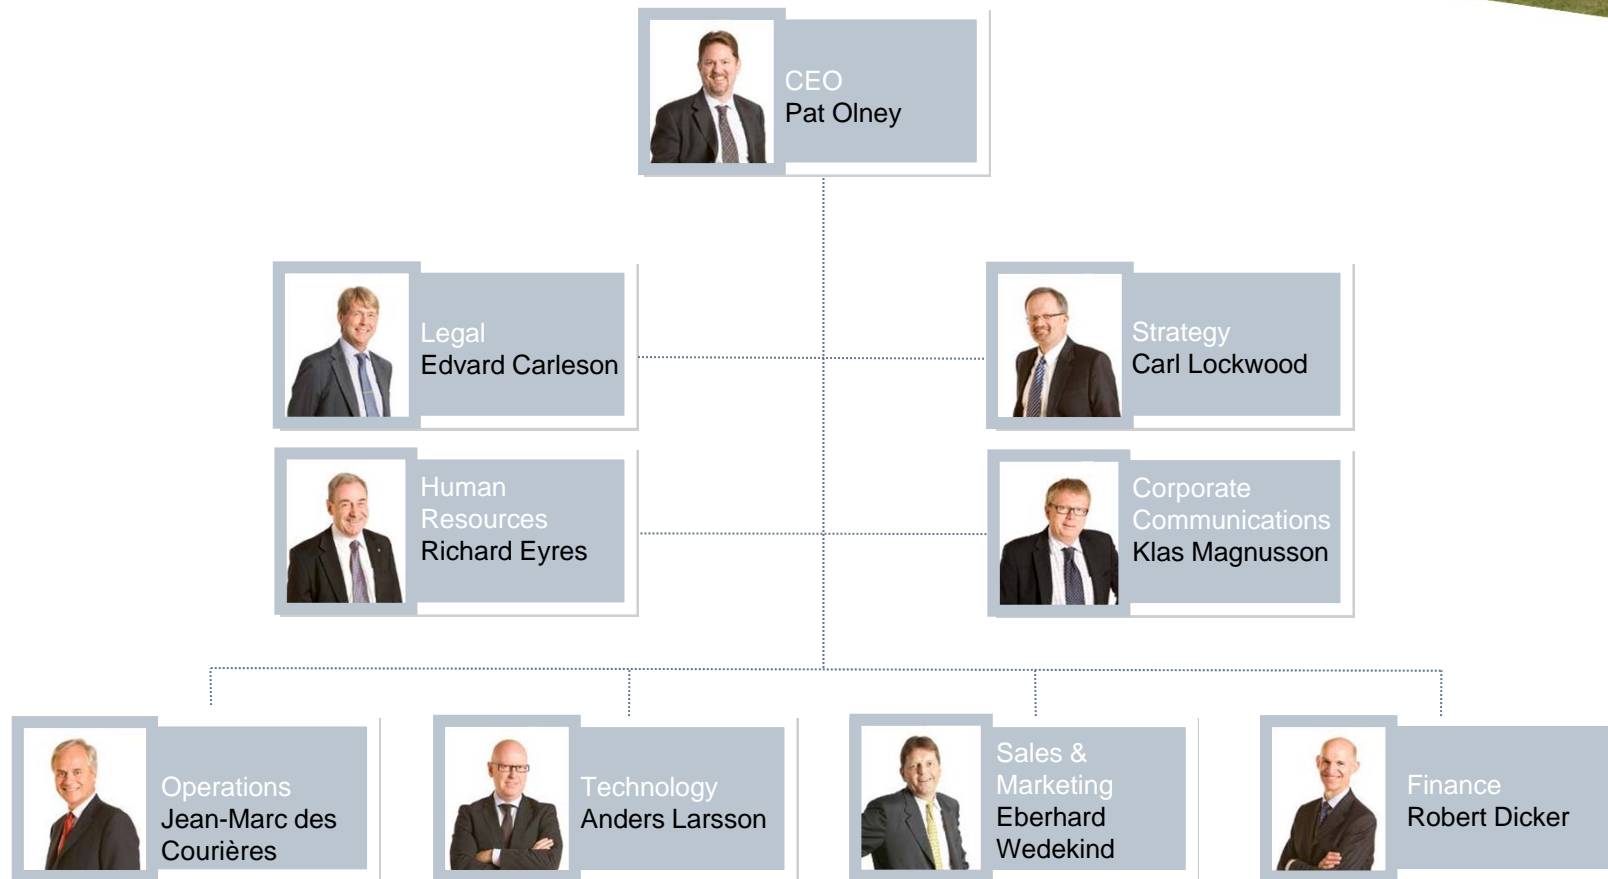 CEO
Pat Olney
Legal
Edvard Carleson
Strategy
Carl Lockwood
Human
Resources
Richard Eyres
Corporate
Communications
Klas Magnusson
Operations
Jean-Marc des
Courières
Technology
Anders Larsson
Sales &
Marketing
Eberhard
Wedekind
Finance
Robert Dicker